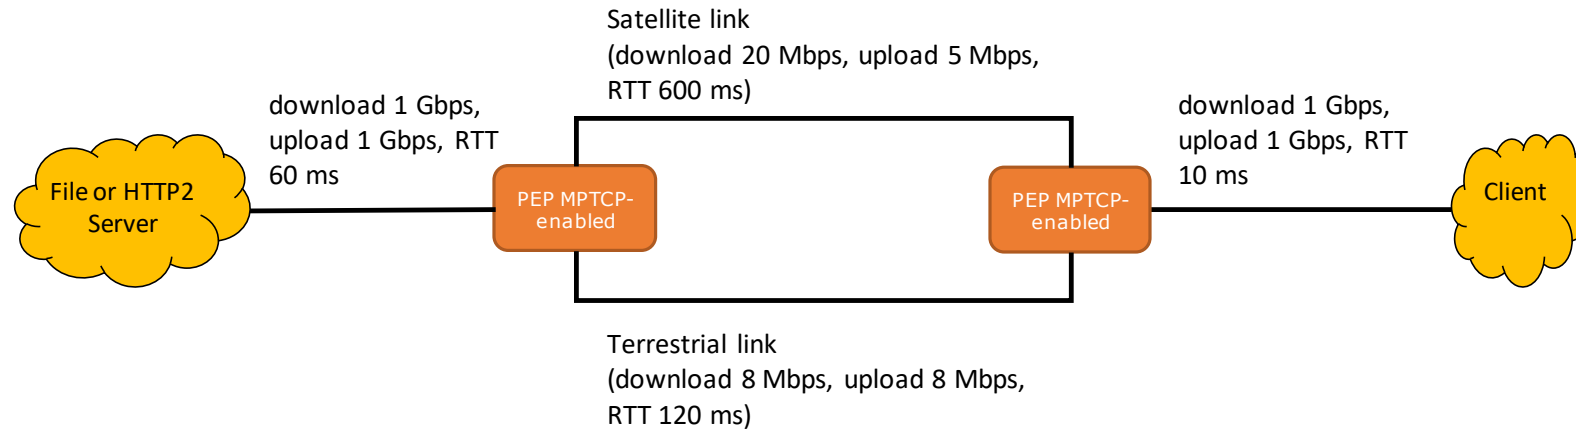 Satellite link
(download 20 Mbps, upload 5 Mbps,
RTT 600 ms)
download 1 Gbps,
upload 1 Gbps, RTT
60 ms
download 1 Gbps,
upload 1 Gbps, RTT
10 ms
File or HTTP2
Server
PEP MPTCP-
enabled
PEP MPTCP-
enabled
Client
Terrestrial link
(download 8 Mbps, upload 8 Mbps,
RTT 120 ms)